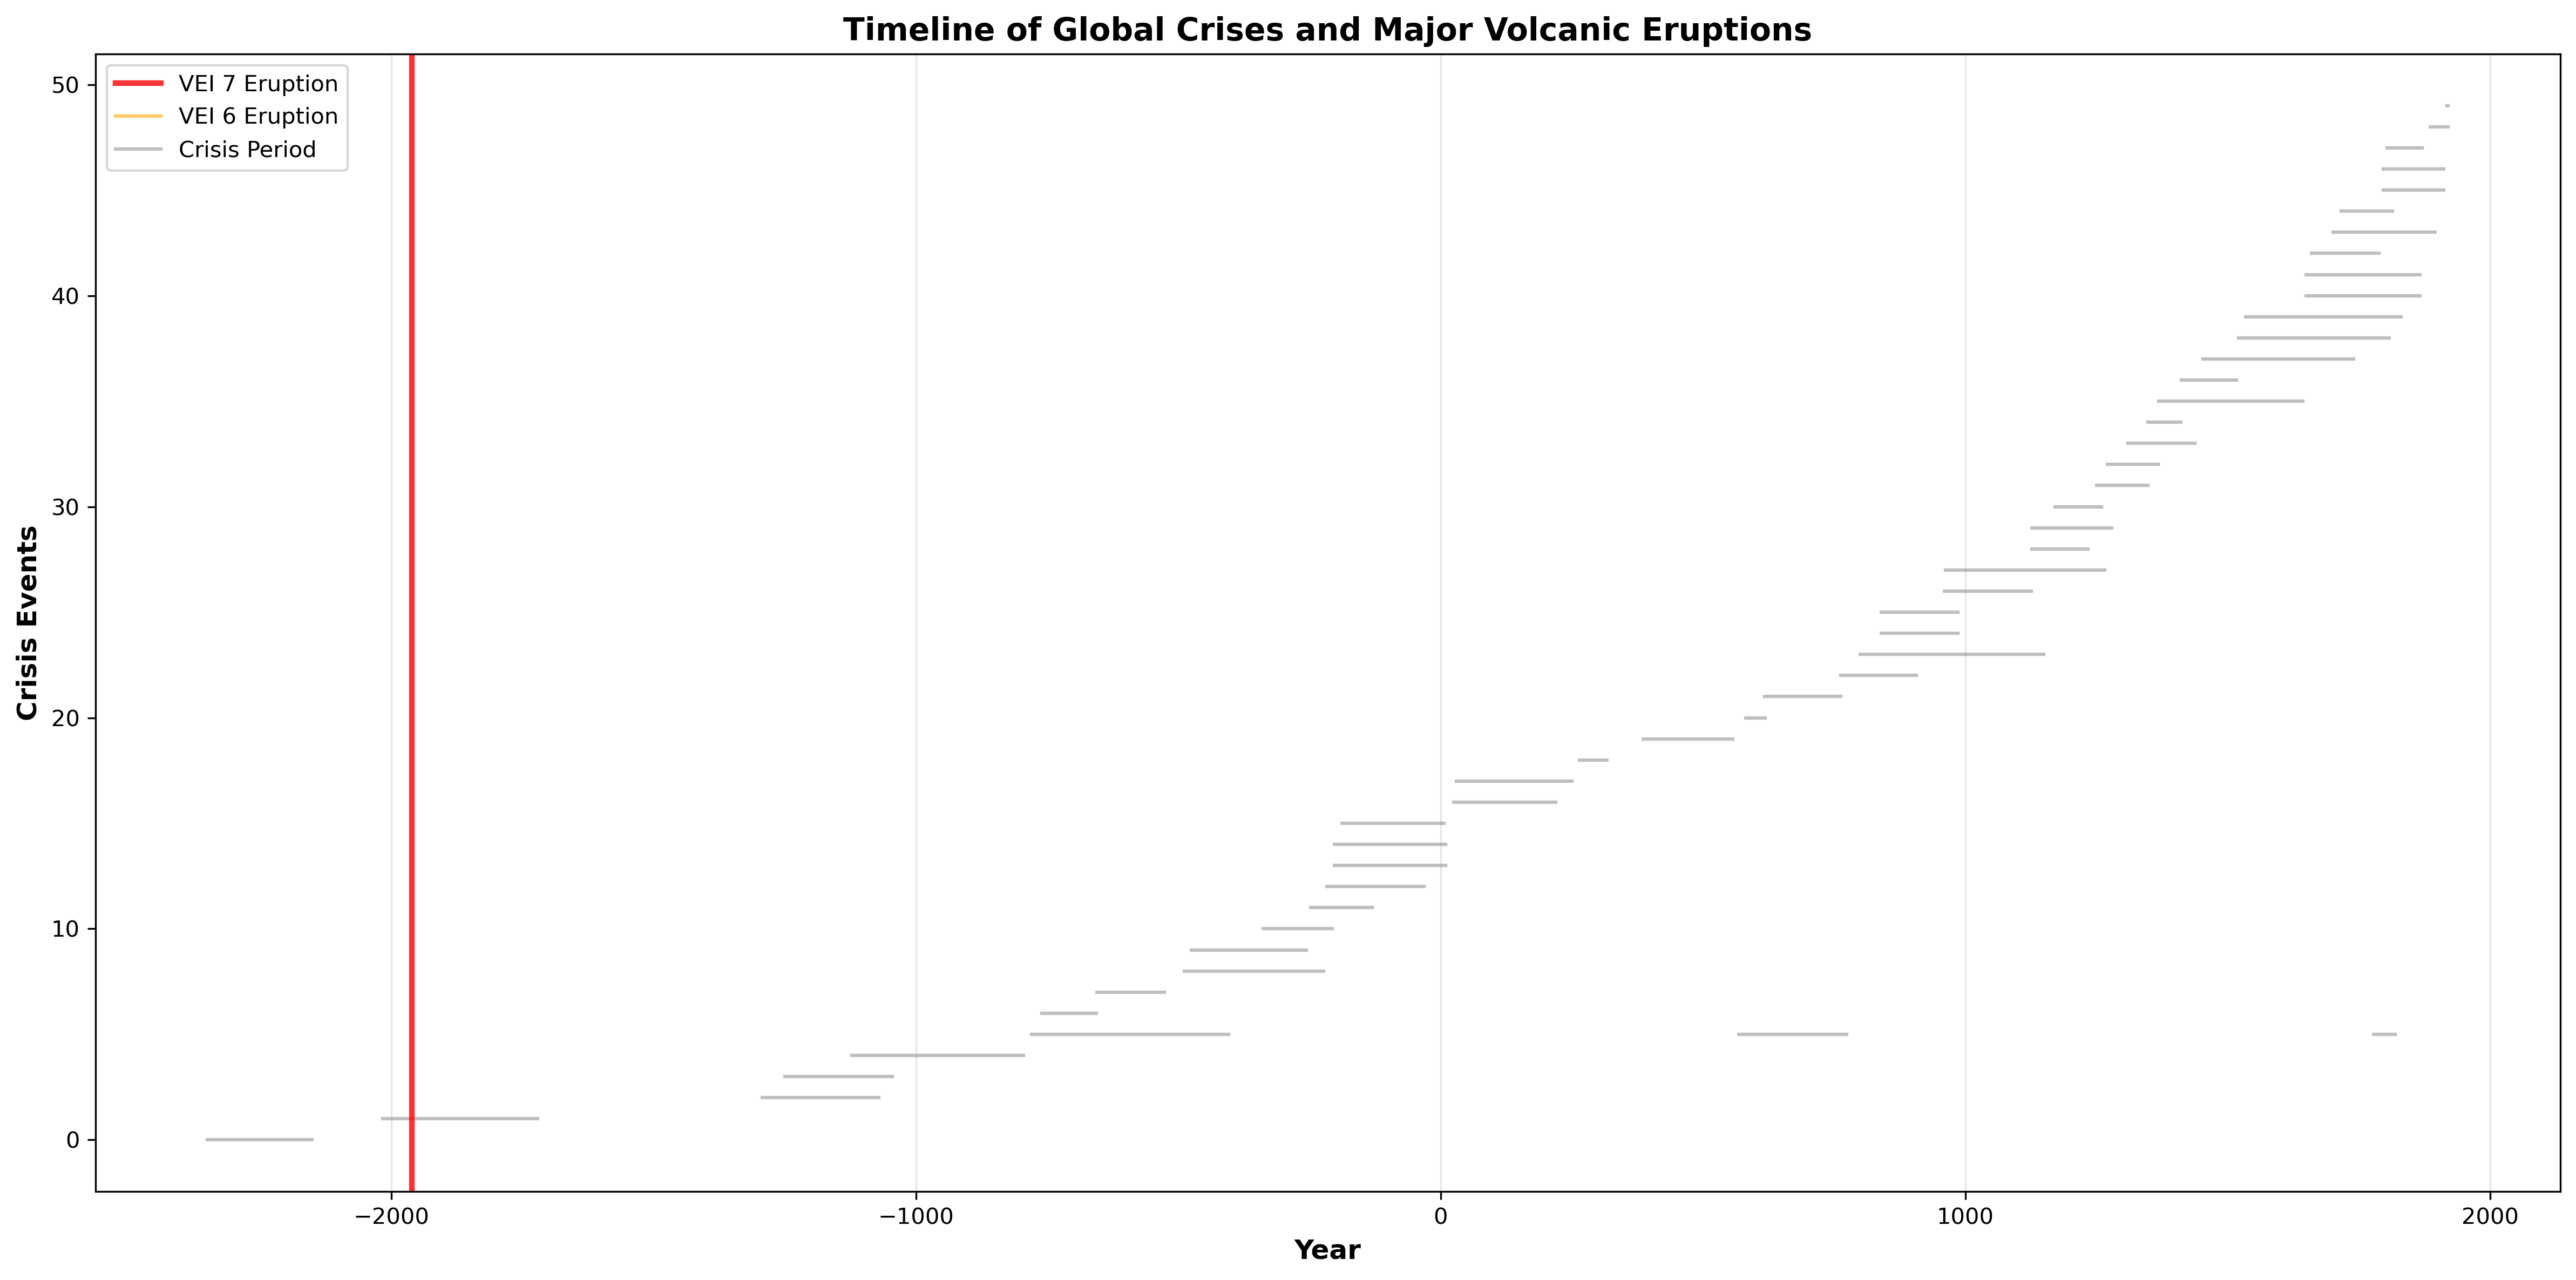 Timeline of Global Crises and Major Volcanic Eruptions
VEI 7 Eruption
VEI 6 Eruption
Crisis Period
Crisis Events
50
40
30
20
10
0
−2000
−1000
0
1000
2000
Year